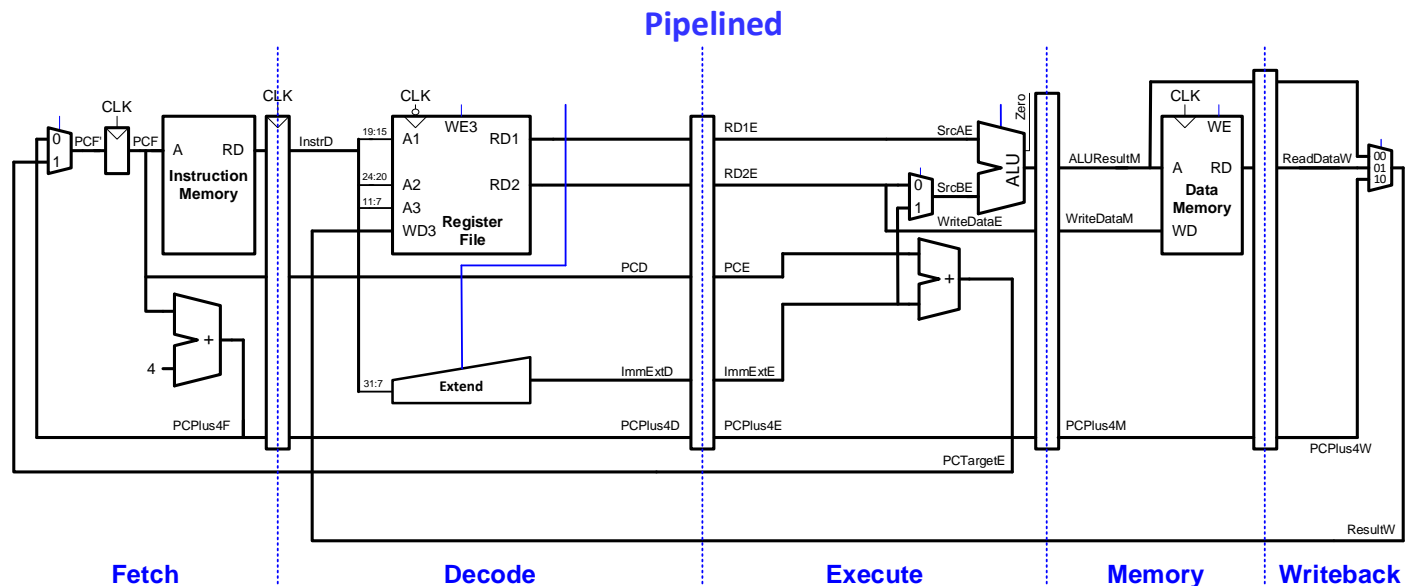 Pipelined
CLK
CLK
CLK
CLK
0
1
PCF'
PCF
A
RD
Instruction
Memory
InstrD
19:15
24:20
11:7
A1
A2
A3
WD3
WE3
RD1
RD2
Register
File
RD1E
RD2E
0
1
SrcAE
SrcBE
WriteDataE
ALU
Zero
ALUResultM
WriteDataM
A
RD
WE
Data
Memory
WD
ReadDataW
00
01
10
PCD
PCE
+
4
+
31:7
Extend
ImmExtD
ImmExtE
PCPlus4F
PCPlus4D
PCPlus4E
PCPlus4M
PCPlus4W
PCTargetE
ResultW
Fetch
Decode
Execute
Memory
Writeback